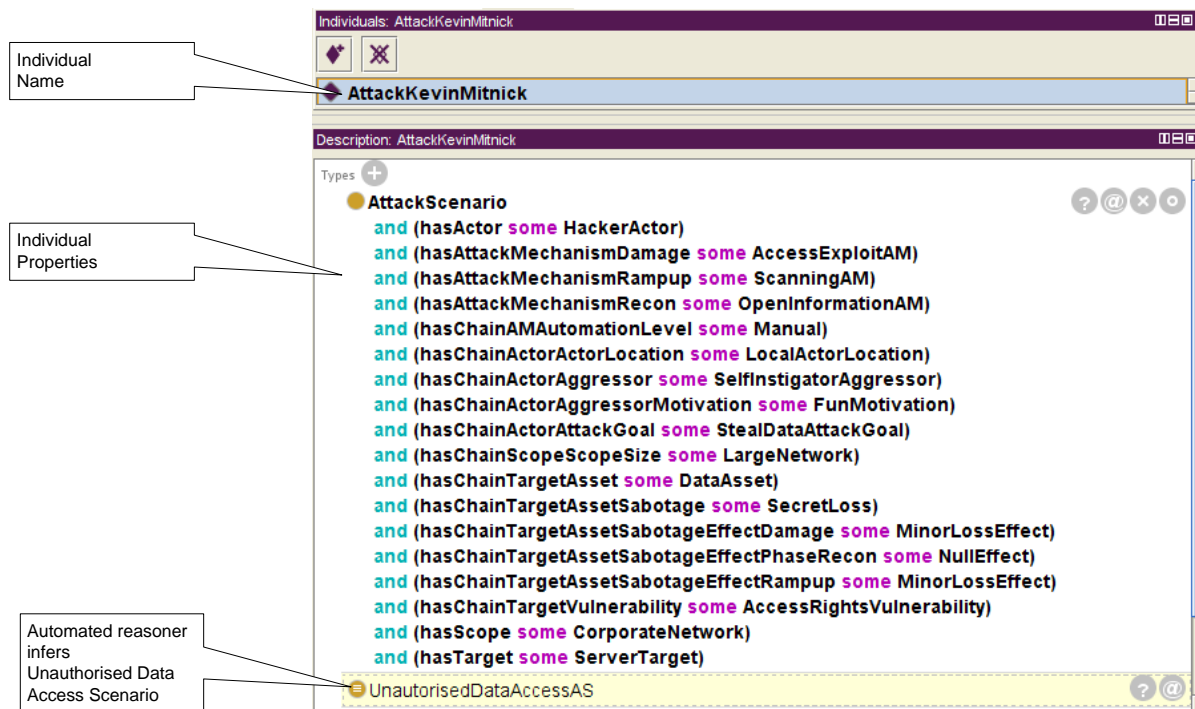 Individuals: AttackKevinMitnick
Individual
Name
AttackKevinMitnick
Description: AttackKevinMitnick
Types
AttackScenario
and (hasActor some HackerActor)
Individual
Properties
and (hasAttackMechanismDamage some AccessExploitAM)
and (hasAttackMechanismRampup some ScanningAM)
and (hasAttackMechanismRecon some OpenInformationAM)
and (hasChainAMAutomationLevel some Manual)
and (hasChainActorActorLocation some LocalActorLocation)
and (hasChainActorAggressor some SelfInstigatorAggressor)
and (hasChainActorAggressorMotivation some FunMotivation)
and (hasChainActorAttackGoal some StealDataAttackGoal)
and (hasChainScopeScopeSize some LargeNetwork)
and (hasChainTargetAsset some DataAsset)
and (hasChainTargetAssetSabotage some SecretLoss)
and (hasChainTargetAssetSabotageEffectDamage some MinorLossEffect)
and (hasChainTargetAssetSabotageEffectPhaseRecon some NullEffect)
and (hasChainTargetAssetSabotageEffectRampup some MinorLossEffect)
and (hasChainTargetVulnerability some AccessRightsVulnerability)
and (hasScope some CorporateNetwork)
and (hasTarget some ServerTarget)
Automated reasoner
infers
Unauthorised Data
Access Scenario
UnautorisedDataAccessAS